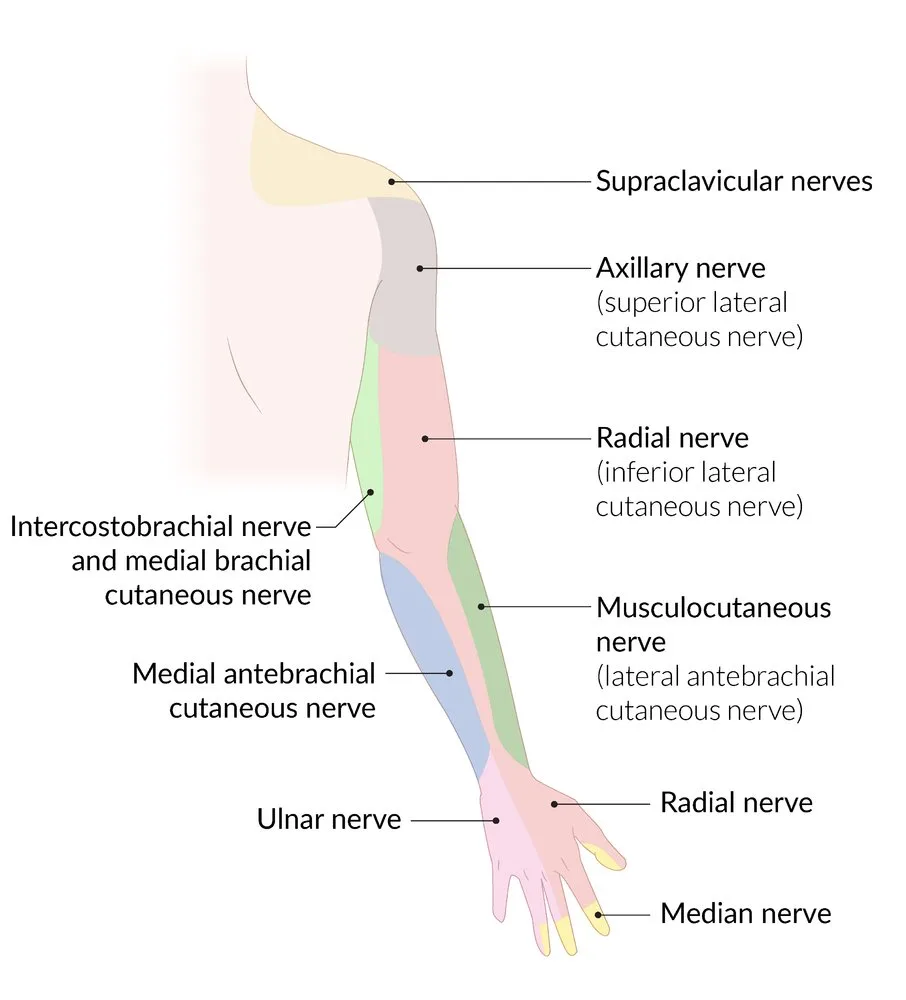 Supraclavicular nerves
Axillary nerve
(superior lateral
cutaneous nerve)
Radial nerve
(inferior lateral
cutaneous nerve)
Intercostobrachial nerve
and medial brachial
cutaneous nerve
Musculocutaneous
nerve
(lateral antebrachial
cutaneous nerve)
Medial antebrachial
cutaneous nerve
Ulnar nerve
Radial nerve
Median nerve